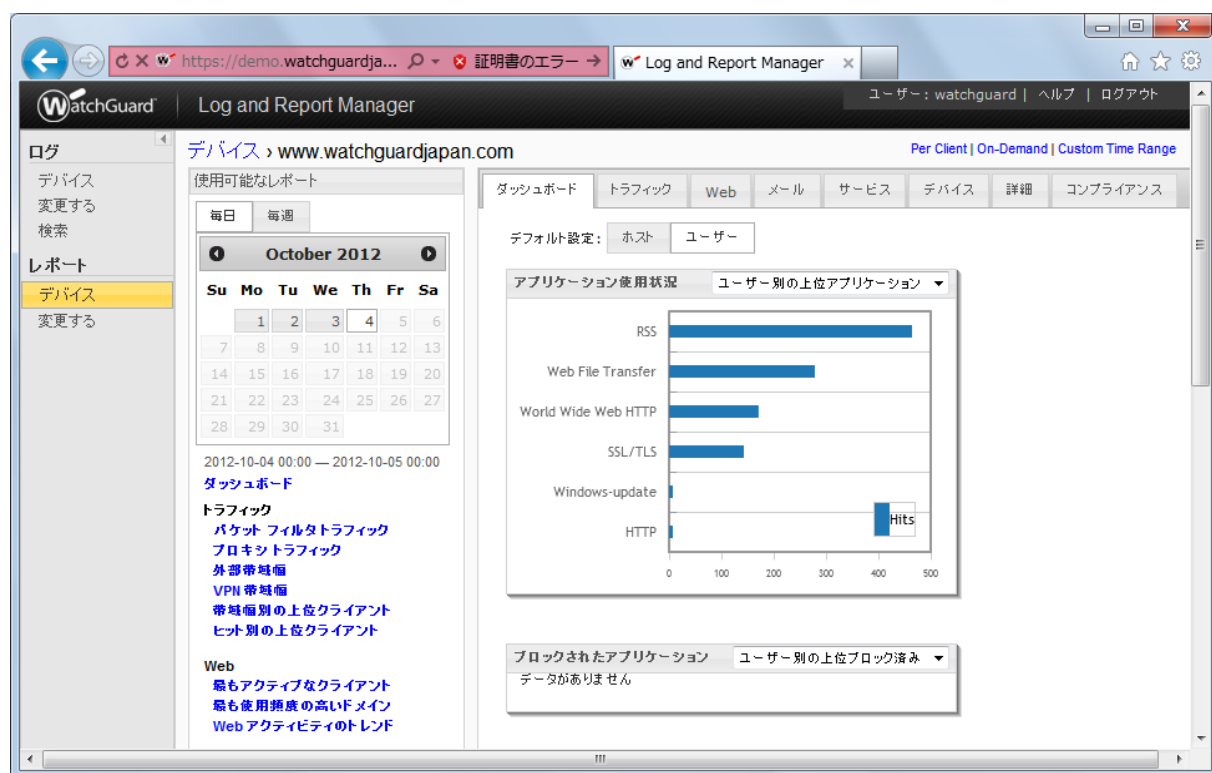 https://demo.watchguardja...
証明書のエラー
Log and Report Manager
WatchGuard
Log and Report Manager
ユーザー: watchguard | ヘルプ | ログアウト
ログ
デバイス
変更する
検索
レポート
デバイス
変更する
デバイス › www.watchguardjapan.com
Per Client | On-Demand | Custom Time Range
使用可能なレポート
毎日 毎週
October 2012
Su Mo Tu We Th Fr Sa
1 2 3 4 5 6
7 8 9 10 11 12 13
14 15 16 17 18 19 20
21 22 23 24 25 26 27
28 29 30 31
2012-10-04 00:00 — 2012-10-05 00:00
ダッシュボード
トラフィック
パケット フィルタトラフィック
プロキシトラフィック
外部帯域幅
VPN 帯域幅
帯域幅別の上位クライアント
ヒット別の上位クライアント
Web
最もアクティブなクライアント
最も使用頻度の高いドメイン
Web アクティビティのトレンド
ダッシュボード トラフィック Web メール サービス デバイス 詳細 コンプライアンス
デフォルト設定: ホスト ユーザー
アプリケーション使用状況 ユーザー別の上位アプリケーション
RSS
Web File Transfer
World Wide Web HTTP
SSL/TLS
Windows-update
HTTP
Hits
0 100 200 300 400 500
ブロックされたアプリケーション ユーザー別の上位ブロック済み
データがありません